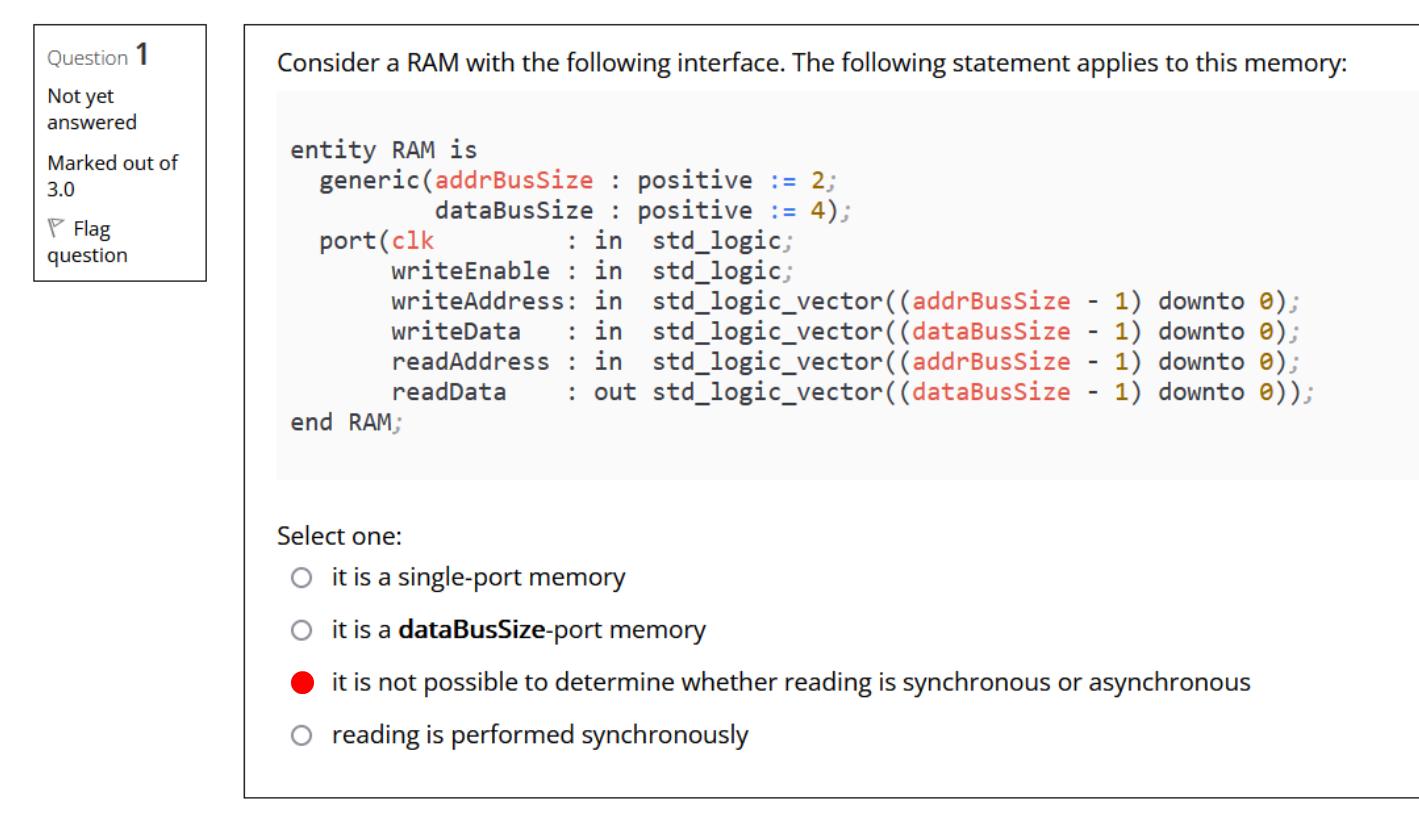 Question 1
Not yet
answered
Marked out of
3.0
Flag
question
Consider a RAM with the following interface. The following statement applies to this memory:
entity RAM is
  generic(addrBusSize : positive := 2;
          dataBusSize : positive := 4);
  port(clk         : in  std_logic;
       writeEnable : in  std_logic;
       writeAddress: in  std_logic_vector((addrBusSize - 1) downto 0);
       writeData   : in  std_logic_vector((dataBusSize - 1) downto 0);
       readAddress : in  std_logic_vector((addrBusSize - 1) downto 0);
       readData    : out std_logic_vector((dataBusSize - 1) downto 0));
end RAM;
Select one:
it is a single-port memory
it is a dataBusSize-port memory
it is not possible to determine whether reading is synchronous or asynchronous
reading is performed synchronously